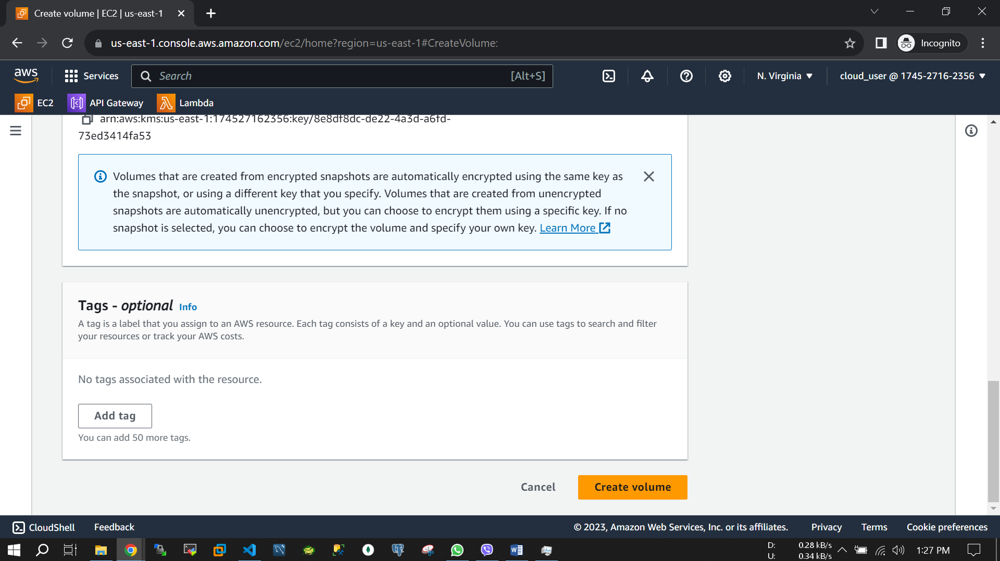 Create volume | EC2 | us-east-1
us-east-1.console.aws.amazon.com/ec2/home?region=us-east-1#CreateVolume:
Incognito
aws
Services
Search
[Alt+S]
N. Virginia
cloud_user @ 1745-2716-2356
EC2
API Gateway
Lambda
arn:aws:kms:us-east-1:174527162356:key/8e8df8dc-de22-4a3d-a6fd-
73ed3414fa53
Volumes that are created from encrypted snapshots are automatically encrypted using the same key as
the snapshot, or using a different key that you specify. Volumes that are created from unencrypted
snapshots are automatically unencrypted, but you can choose to encrypt them using a specific key. If no
snapshot is selected, you can choose to encrypt the volume and specify your own key. Learn More
Tags - optional Info
A tag is a label that you assign to an AWS resource. Each tag consists of a key and an optional value. You can use tags to search and filter
your resources or track your AWS costs.
No tags associated with the resource.
Add tag
You can add 50 more tags.
Cancel
Create volume
CloudShell
Feedback
© 2023, Amazon Web Services, Inc. or its affiliates.
Privacy
Terms
Cookie preferences
D: 0.28 kB/s
U: 0.34 kB/s
1:27 PM